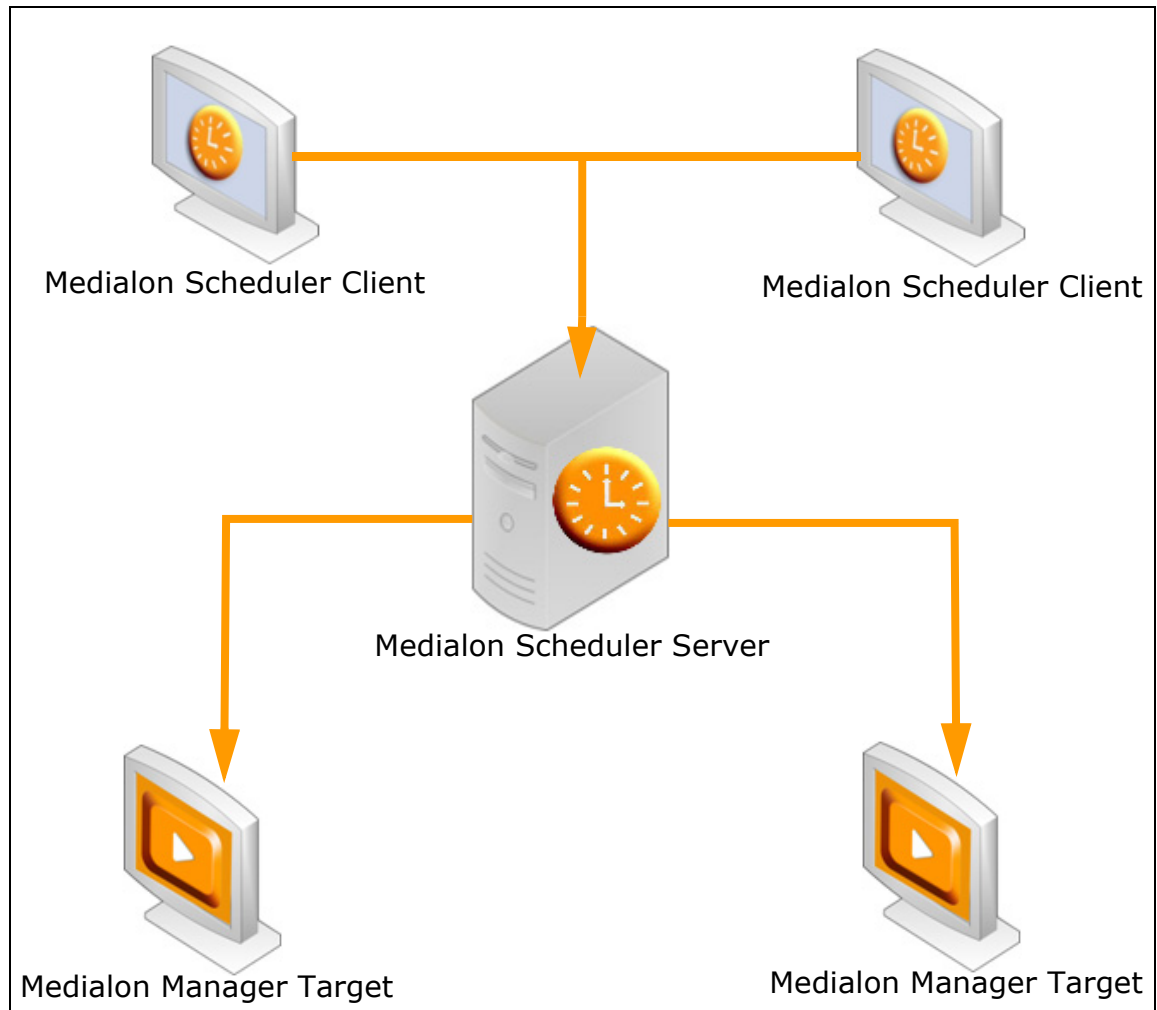 Medialon Scheduler Client
Medialon Scheduler Client
Medialon Scheduler Server
Medialon Manager Target
Medialon Manager Target